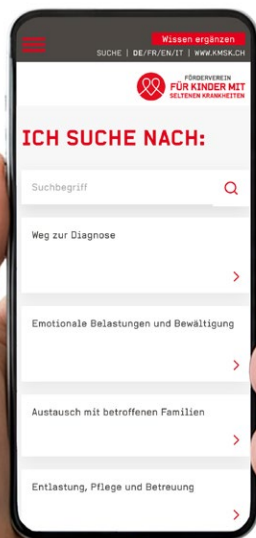 Wissen ergänzen
SUCHE | DE/FR/EN/IT | WWW.KMSK.CH
FÖRDERVEREIN
FÜR KINDER MIT
SELTENEN KRANKHEITEN
ICH SUCHE NACH:
Suchbegriff
Weg zur Diagnose
Emotionale Belastungen und Bewältigung
Austausch mit betroffenen Familien
Entlastung, Pflege und Betreuung